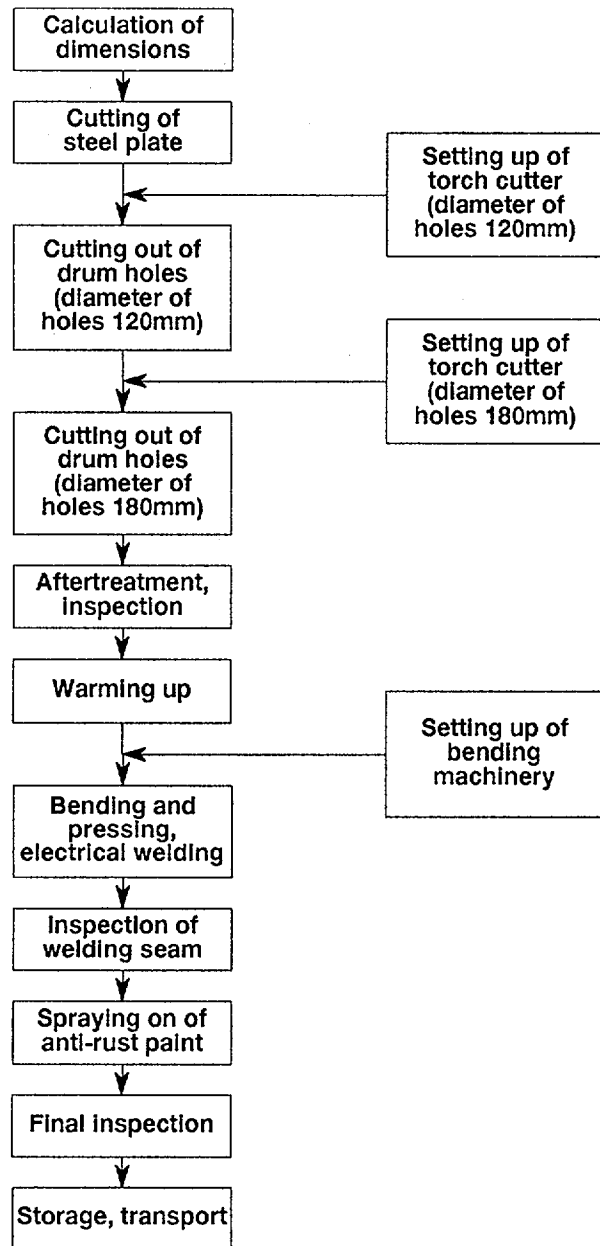 Calculation of
dimensions
Cutting of
steel plate
Setting up of
torch cutter
(diameter of
holes 120mm)
Cutting out of
drum holes
(diameter of
holes 120mm)
Setting up of
torch cutter
(diameter of
holes 180mm)
Cutting out of
drum holes
(diameter of
holes 180mm)
Aftertreatment,
inspection
Warming up
Setting up of
bending
machinery
Bending and
pressing,
electrical welding
Inspection of
welding seam
Spraying on of
anti-rust paint
Final inspection
Storage, transport